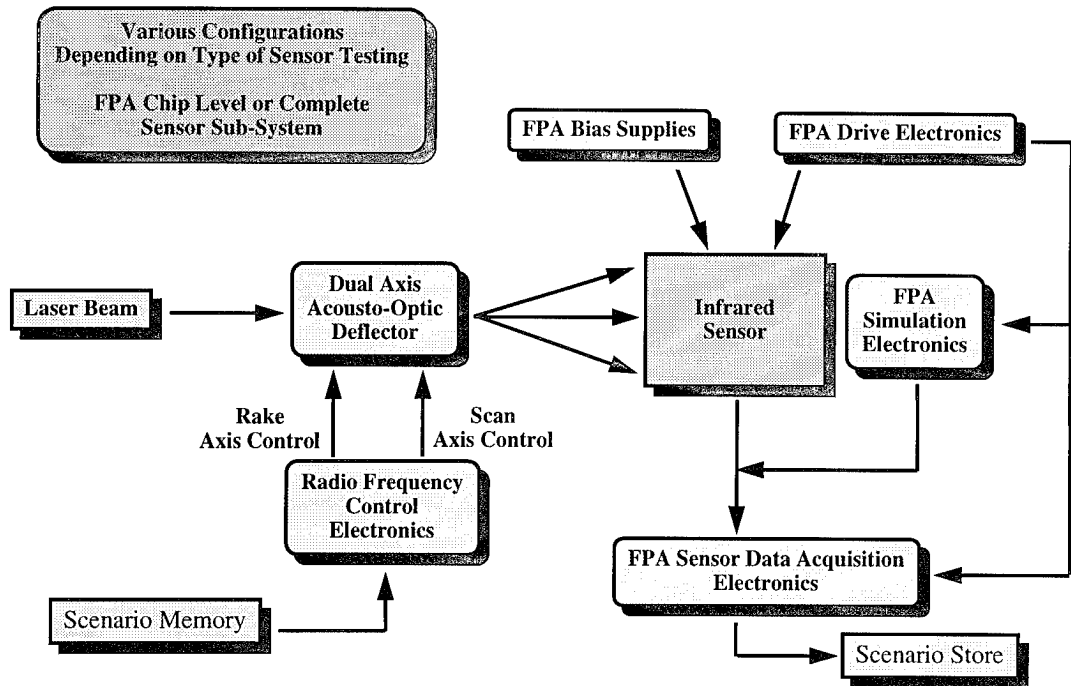 Various Configurations
Depending on Type of Sensor Testing
FPA Chip Level or Complete
Sensor Sub-System
FPA Bias Supplies
FPA Drive Electronics
Laser Beam
Dual Axis
Acousto-Optic
Deflector
Infrared
Sensor
FPA
Simulation
Electronics
Rake
Axis Control
Scan
Axis Control
Radio Frequency
Control
Electronics
FPA Sensor Data Acquisition
Electronics
Scenario Memory
Scenario Store